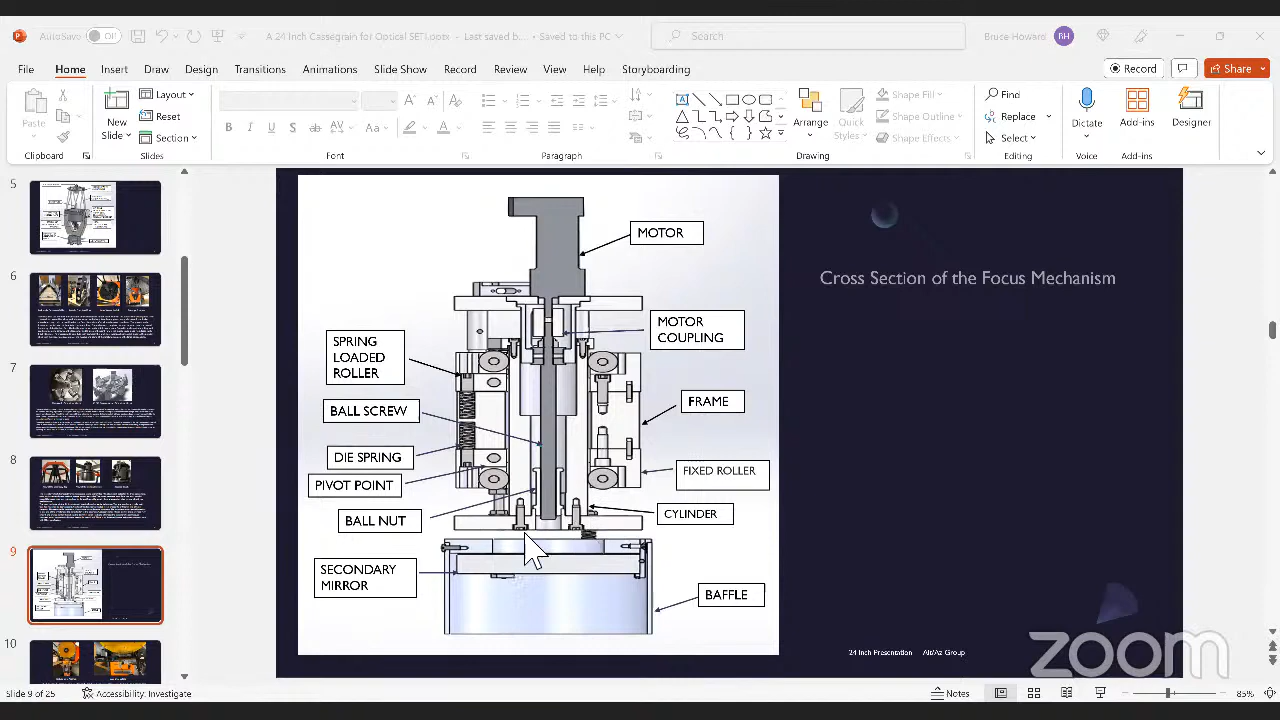 AutoSave Off
A 24 Inch Cassegrain for Optical SETI.pptx - Last saved b... • Saved to this PC
Search
Bruce Howard BH
File Home Insert Draw Design Transitions Animations Slide Show Record Review View Help Storyboarding
Record Share
Paste
New Slide
Layout
Reset
Section
Arrange
Quick Styles
Shape Fill
Shape Outline
Shape Effects
Find
Replace
Select
Dictate
Add-ins
Designer
Clipboard Slides Font Paragraph Drawing Editing Voice Add-ins
5
6
7
8
9
10
MOTOR
Cross Section of the Focus Mechanism
MOTOR
COUPLING
SPRING
LOADED
ROLLER
FRAME
BALL SCREW
DIE SPRING
FIXED ROLLER
PIVOT POINT
CYLINDER
BALL NUT
SECONDARY
MIRROR
BAFFLE
24 Inch Presentation Alt/Az Group
zoom
Slide 9 of 25 Accessibility: Investigate Notes 85%